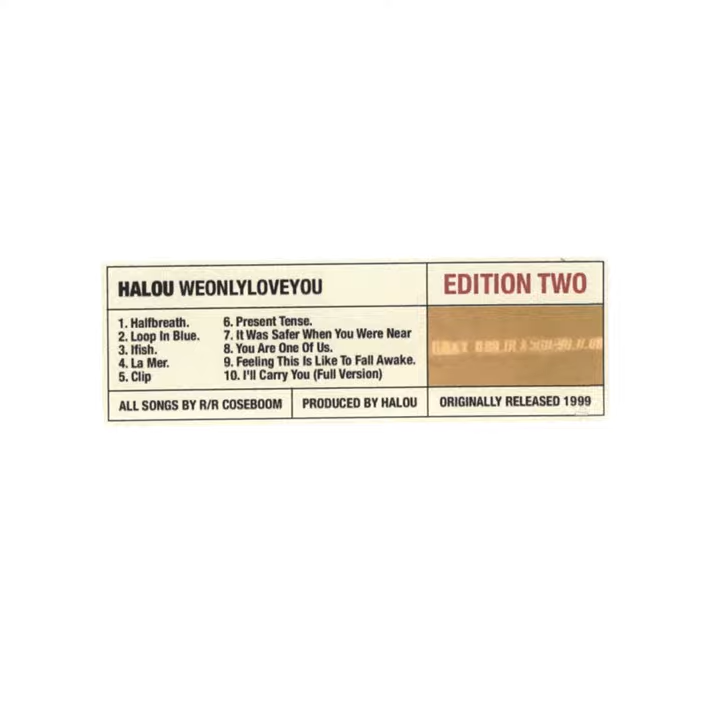 HALOU WEONLYLOVEYOU
EDITION TWO
1. Halfbreath.
2. Loop In Blue.
3. Ifish.
4. La Mer.
5. Clip
6. Present Tense.
7. It Was Safer When You Were Near
8. You Are One Of Us.
9. Feeling This Is Like To Fall Awake.
10. I'll Carry You (Full Version)
ALL SONGS BY R/R COSEBOOM
PRODUCED BY HALOU
ORIGINALLY RELEASED 1999